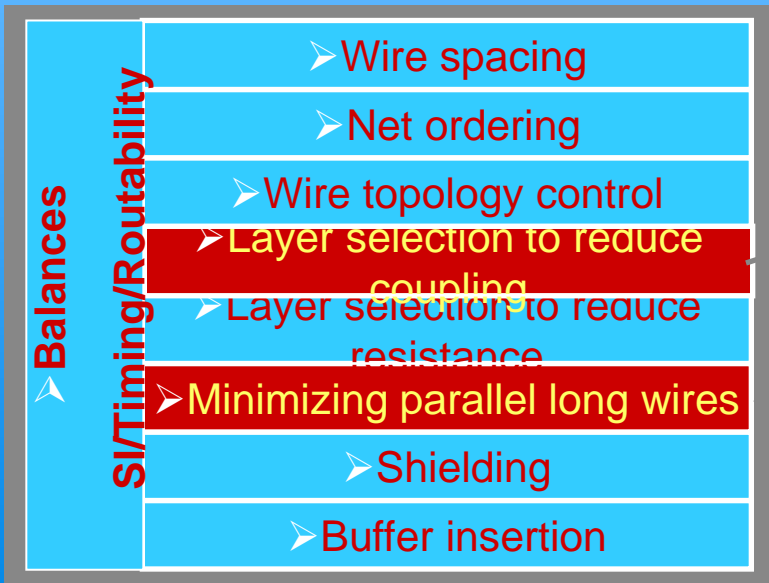 ➢Balances
SI/Timing/Routability
➢Wire spacing
➢Net ordering
➢Wire topology control
➢Layer selection to reduce
coupling
➢Layer selection to reduce
resistance
➢Minimizing parallel long wires
➢Shielding
➢Buffer insertion